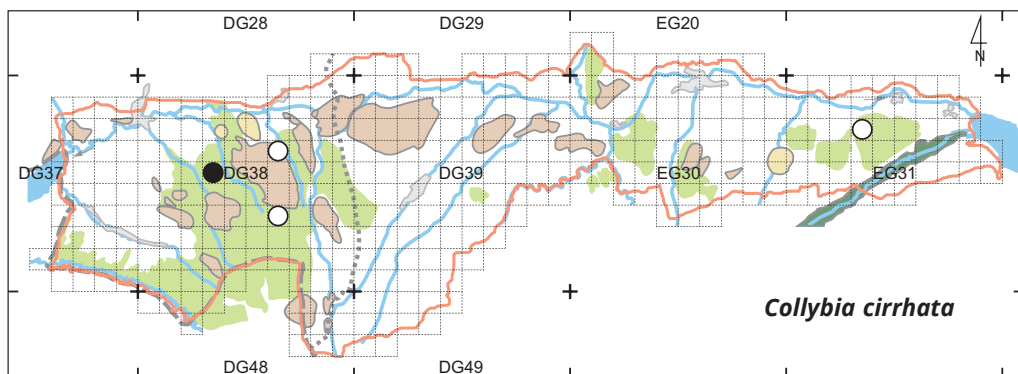 DG28 DG29 EG20
N
DG37 DG38 DG39 EG30 EG31
Collybia cirrhata
DG48 DG49